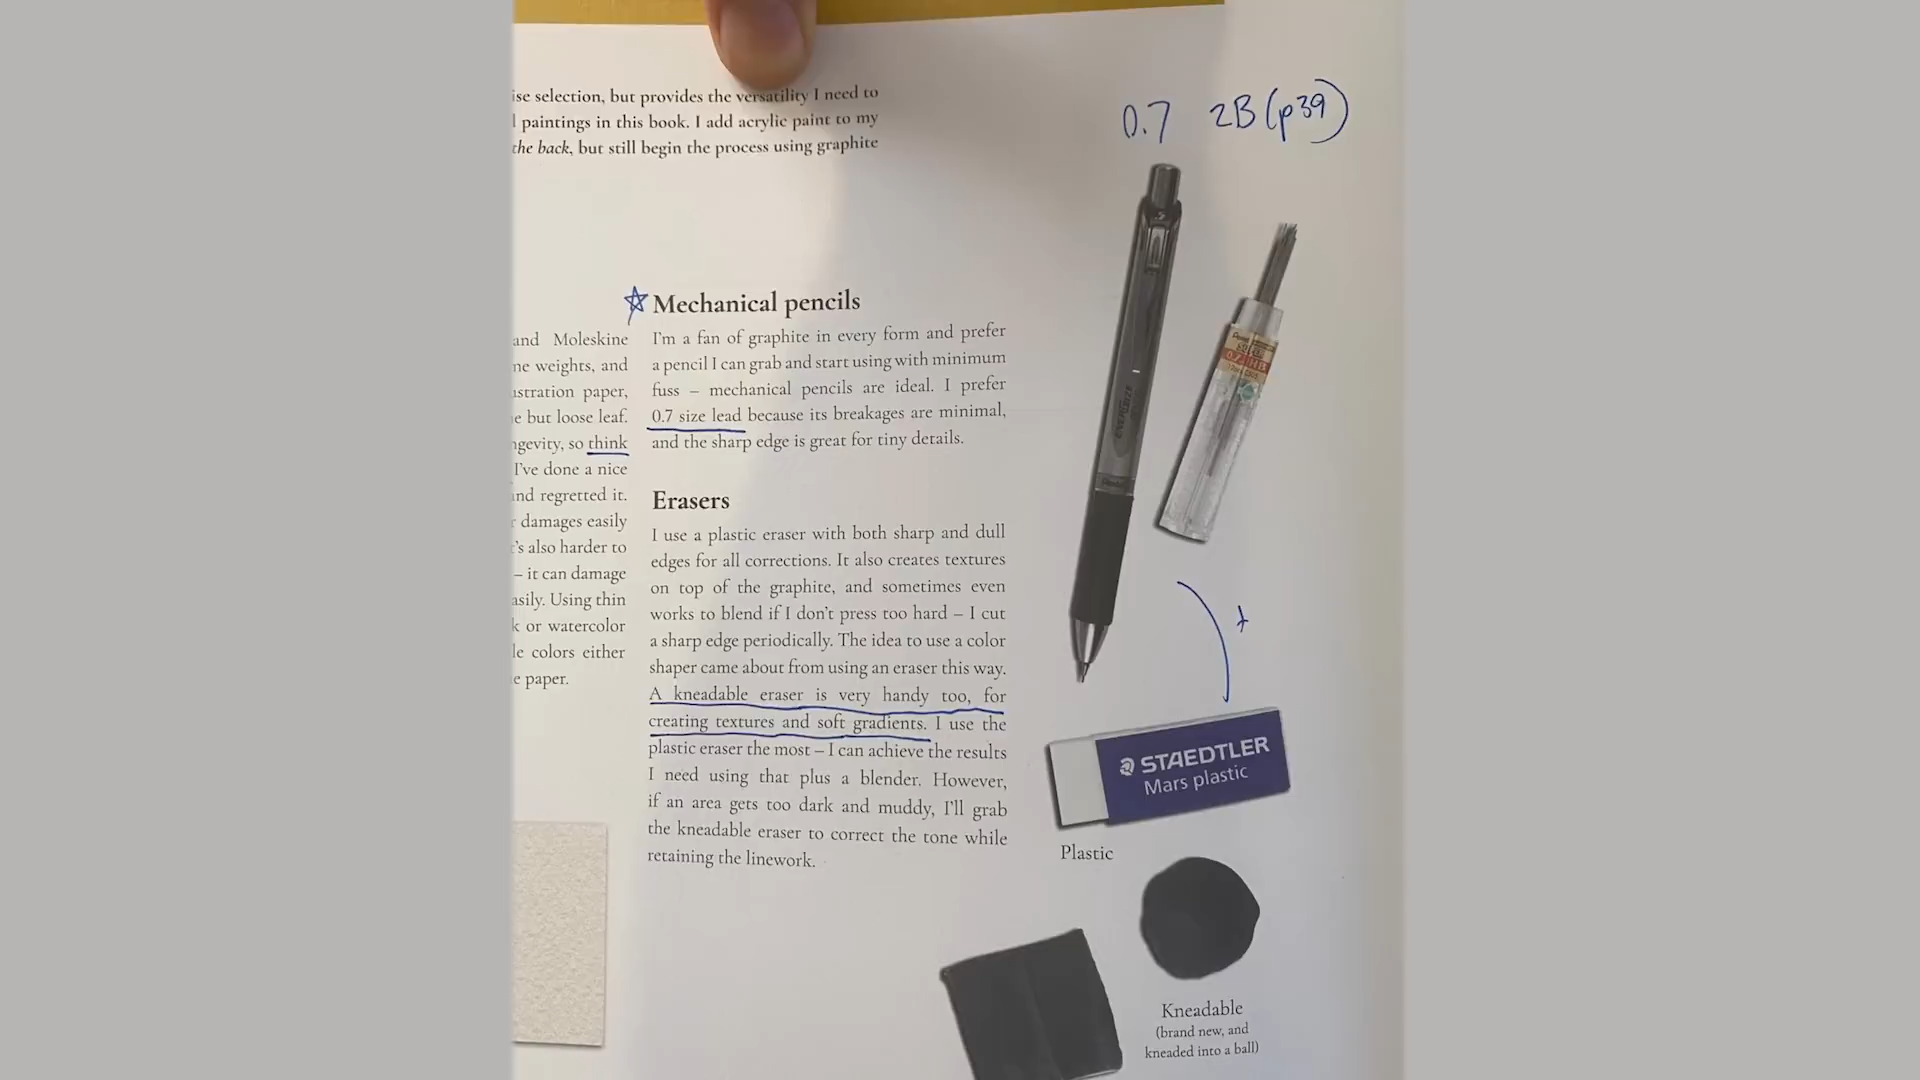 ise selection, but provides the versatility I need to
l paintings in this book. I add acrylic paint to my
the back, but still begin the process using graphite
0.7 2B (p39)
and Moleskine
ne weights, and
ustration paper,
e but loose leaf.
ngevity, so think
I've done a nice
and regretted it.
r damages easily
t's also harder to
– it can damage
asily. Using thin
k or watercolor
le colors either
e paper.
Mechanical pencils
I'm a fan of graphite in every form and prefer
a pencil I can grab and start using with minimum
fuss – mechanical pencils are ideal. I prefer
0.7 size lead because its breakages are minimal,
and the sharp edge is great for tiny details.
Erasers
I use a plastic eraser with both sharp and dull
edges for all corrections. It also creates textures
on top of the graphite, and sometimes even
works to blend if I don't press too hard – I cut
a sharp edge periodically. The idea to use a color
shaper came about from using an eraser this way.
A kneadable eraser is very handy too, for
creating textures and soft gradients. I use the
plastic eraser the most – I can achieve the results
I need using that plus a blender. However,
if an area gets too dark and muddy, I'll grab
the kneadable eraser to correct the tone while
retaining the linework.
ENERGIZE
Pentel
Pentel
+
STAEDTLER
Mars plastic
Plastic
Kneadable
(brand new, and
kneaded into a ball)